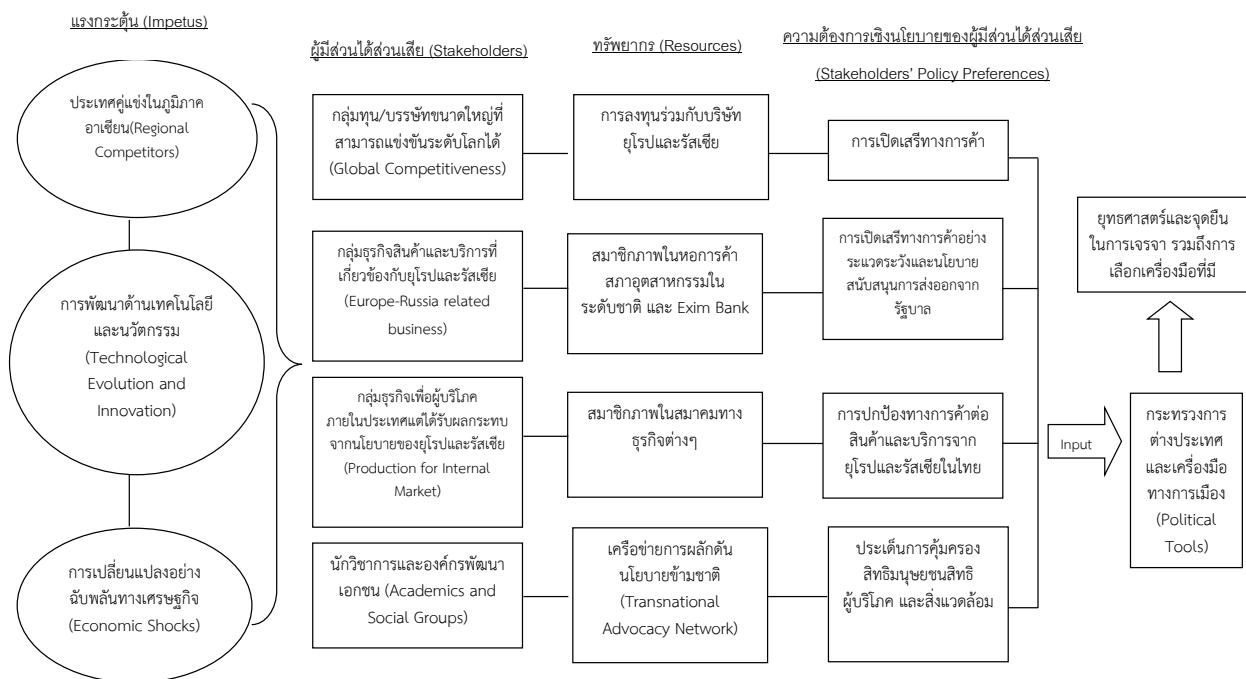 แรงกระตุ้น (Impetus)
ผู้มีส่วนได้ส่วนเสีย (Stakeholders)
ทรัพยากร (Resources)
ความต้องการเชิงนโยบายของผู้มีส่วนได้ส่วนเสีย
(Stakeholders' Policy Preferences)
ประเทศคู่แข่งในภูมิภาค
อาเซียน(Regional
Competitors)
การพัฒนาด้านเทคโนโลยี
และนวัตกรรม
(Technological
Evolution and
Innovation)
การเปลี่ยนแปลงอย่าง
ฉับพลันทางเศรษฐกิจ
(Economic Shocks)
กลุ่มทุน/บรรษัทขนาดใหญ่ที่
สามารถแข่งขันระดับโลกได้
(Global Competitiveness)
การลงทุนร่วมกับบริษัท
ยุโรปและรัสเซีย
การเปิดเสรีทางการค้า
กลุ่มธุรกิจสินค้าและบริการที่
เกี่ยวข้องกับยุโรปและรัสเซีย
(Europe-Russia related
business)
สมาชิกภาพในหอการค้า
สภาอุตสาหกรรมใน
ระดับชาติ และ Exim Bank
การเปิดเสรีทางการค้าอย่าง
ระแวดระวังและนโยบาย
สนับสนุนการส่งออกจาก
รัฐบาล
กลุ่มธุรกิจเพื่อผู้บริโภค
ภายในประเทศแต่ได้รับผลกระทบ
จากนโยบายของยุโรปและรัสเซีย
(Production for Internal
Market)
สมาชิกภาพในสมาคมทาง
ธุรกิจต่างๆ
การปกป้องทางการค้าต่อ
สินค้าและบริการจาก
ยุโรปและรัสเซียในไทย
นักวิชาการและองค์กรพัฒนา
เอกชน (Academics and
Social Groups)
เครือข่ายการผลักดัน
นโยบายข้ามชาติ
(Transnational
Advocacy Network)
ประเด็นการคุ้มครอง
สิทธิมนุษยชนสิทธิ
ผู้บริโภค และสิ่งแวดล้อม
Input
กระทรวงการ
ต่างประเทศ
และเครื่องมือ
ทางการเมือง
(Political
Tools)
ยุทธศาสตร์และจุดยืน
ในการเจรจา รวมถึงการ
เลือกเครื่องมือที่มี